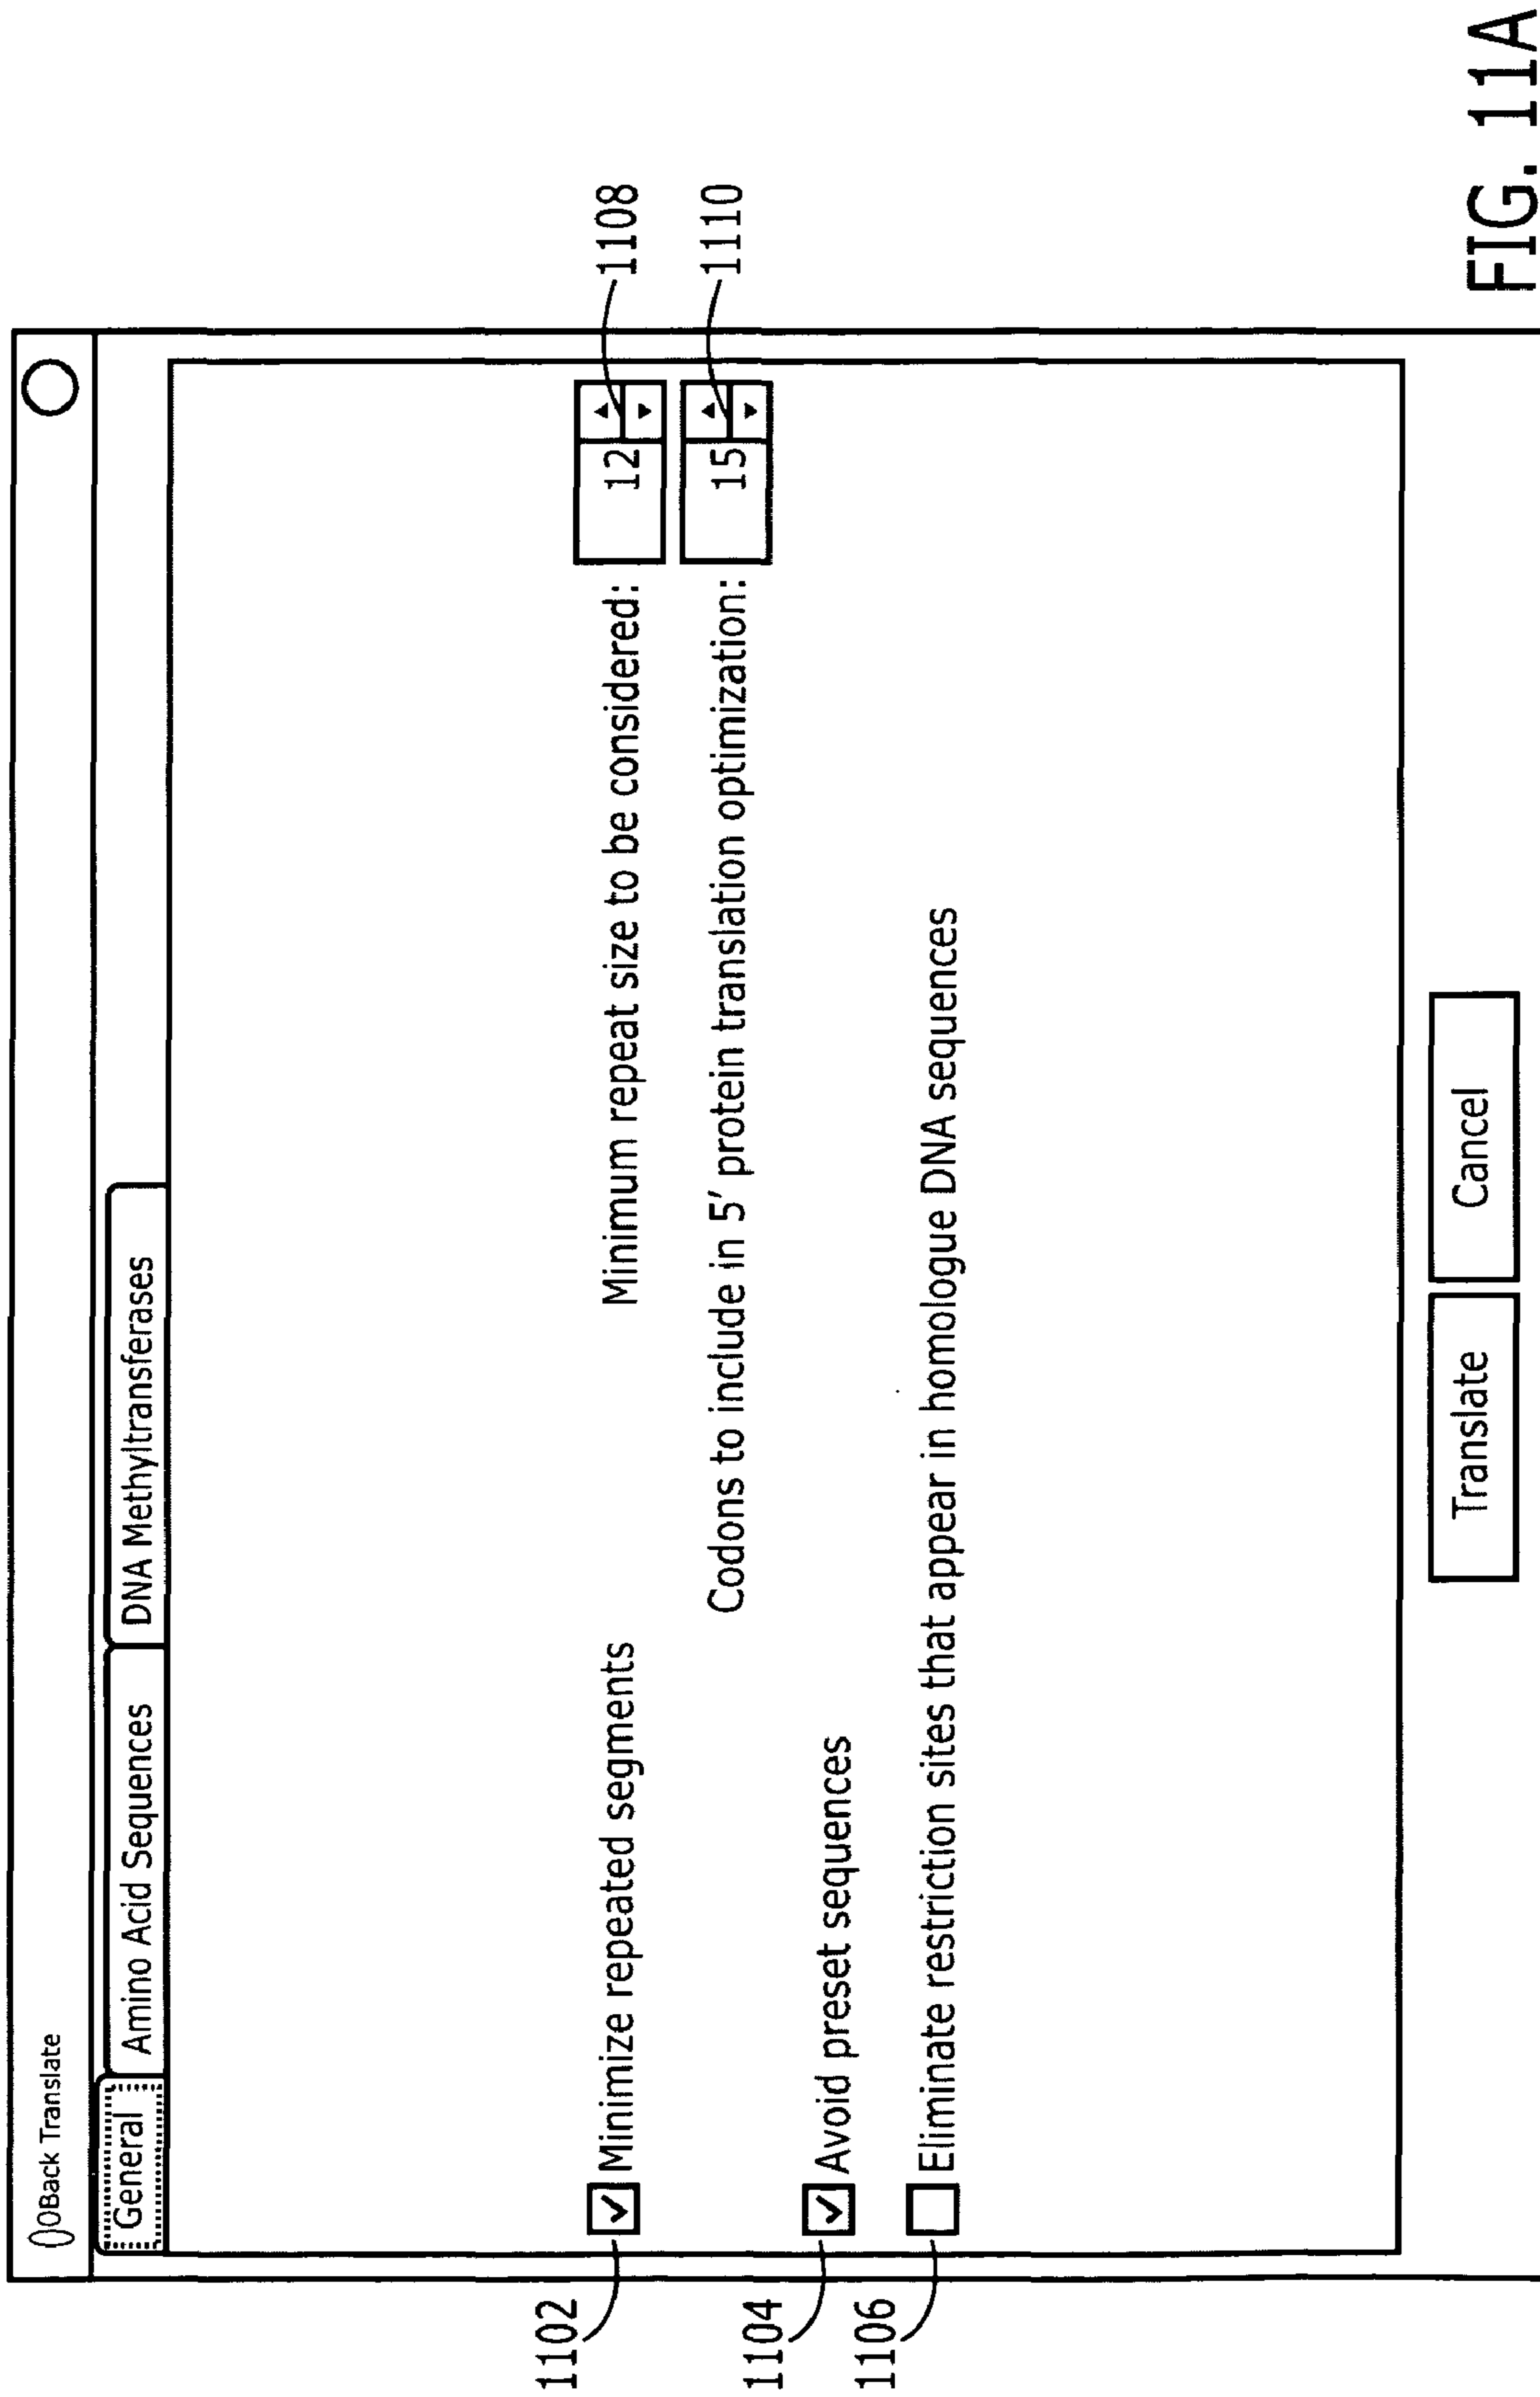 Back Translate
General Amino Acid Sequences DNA Methyltransferases
1102 Minimize repeated segments Minimum repeat size to be considered: 12 1108
Codons to include in 5′ protein translation optimization: 15 1110
1104 Avoid preset sequences
1106 Eliminate restriction sites that appear in homologue DNA sequences
Translate Cancel
FIG. 11A